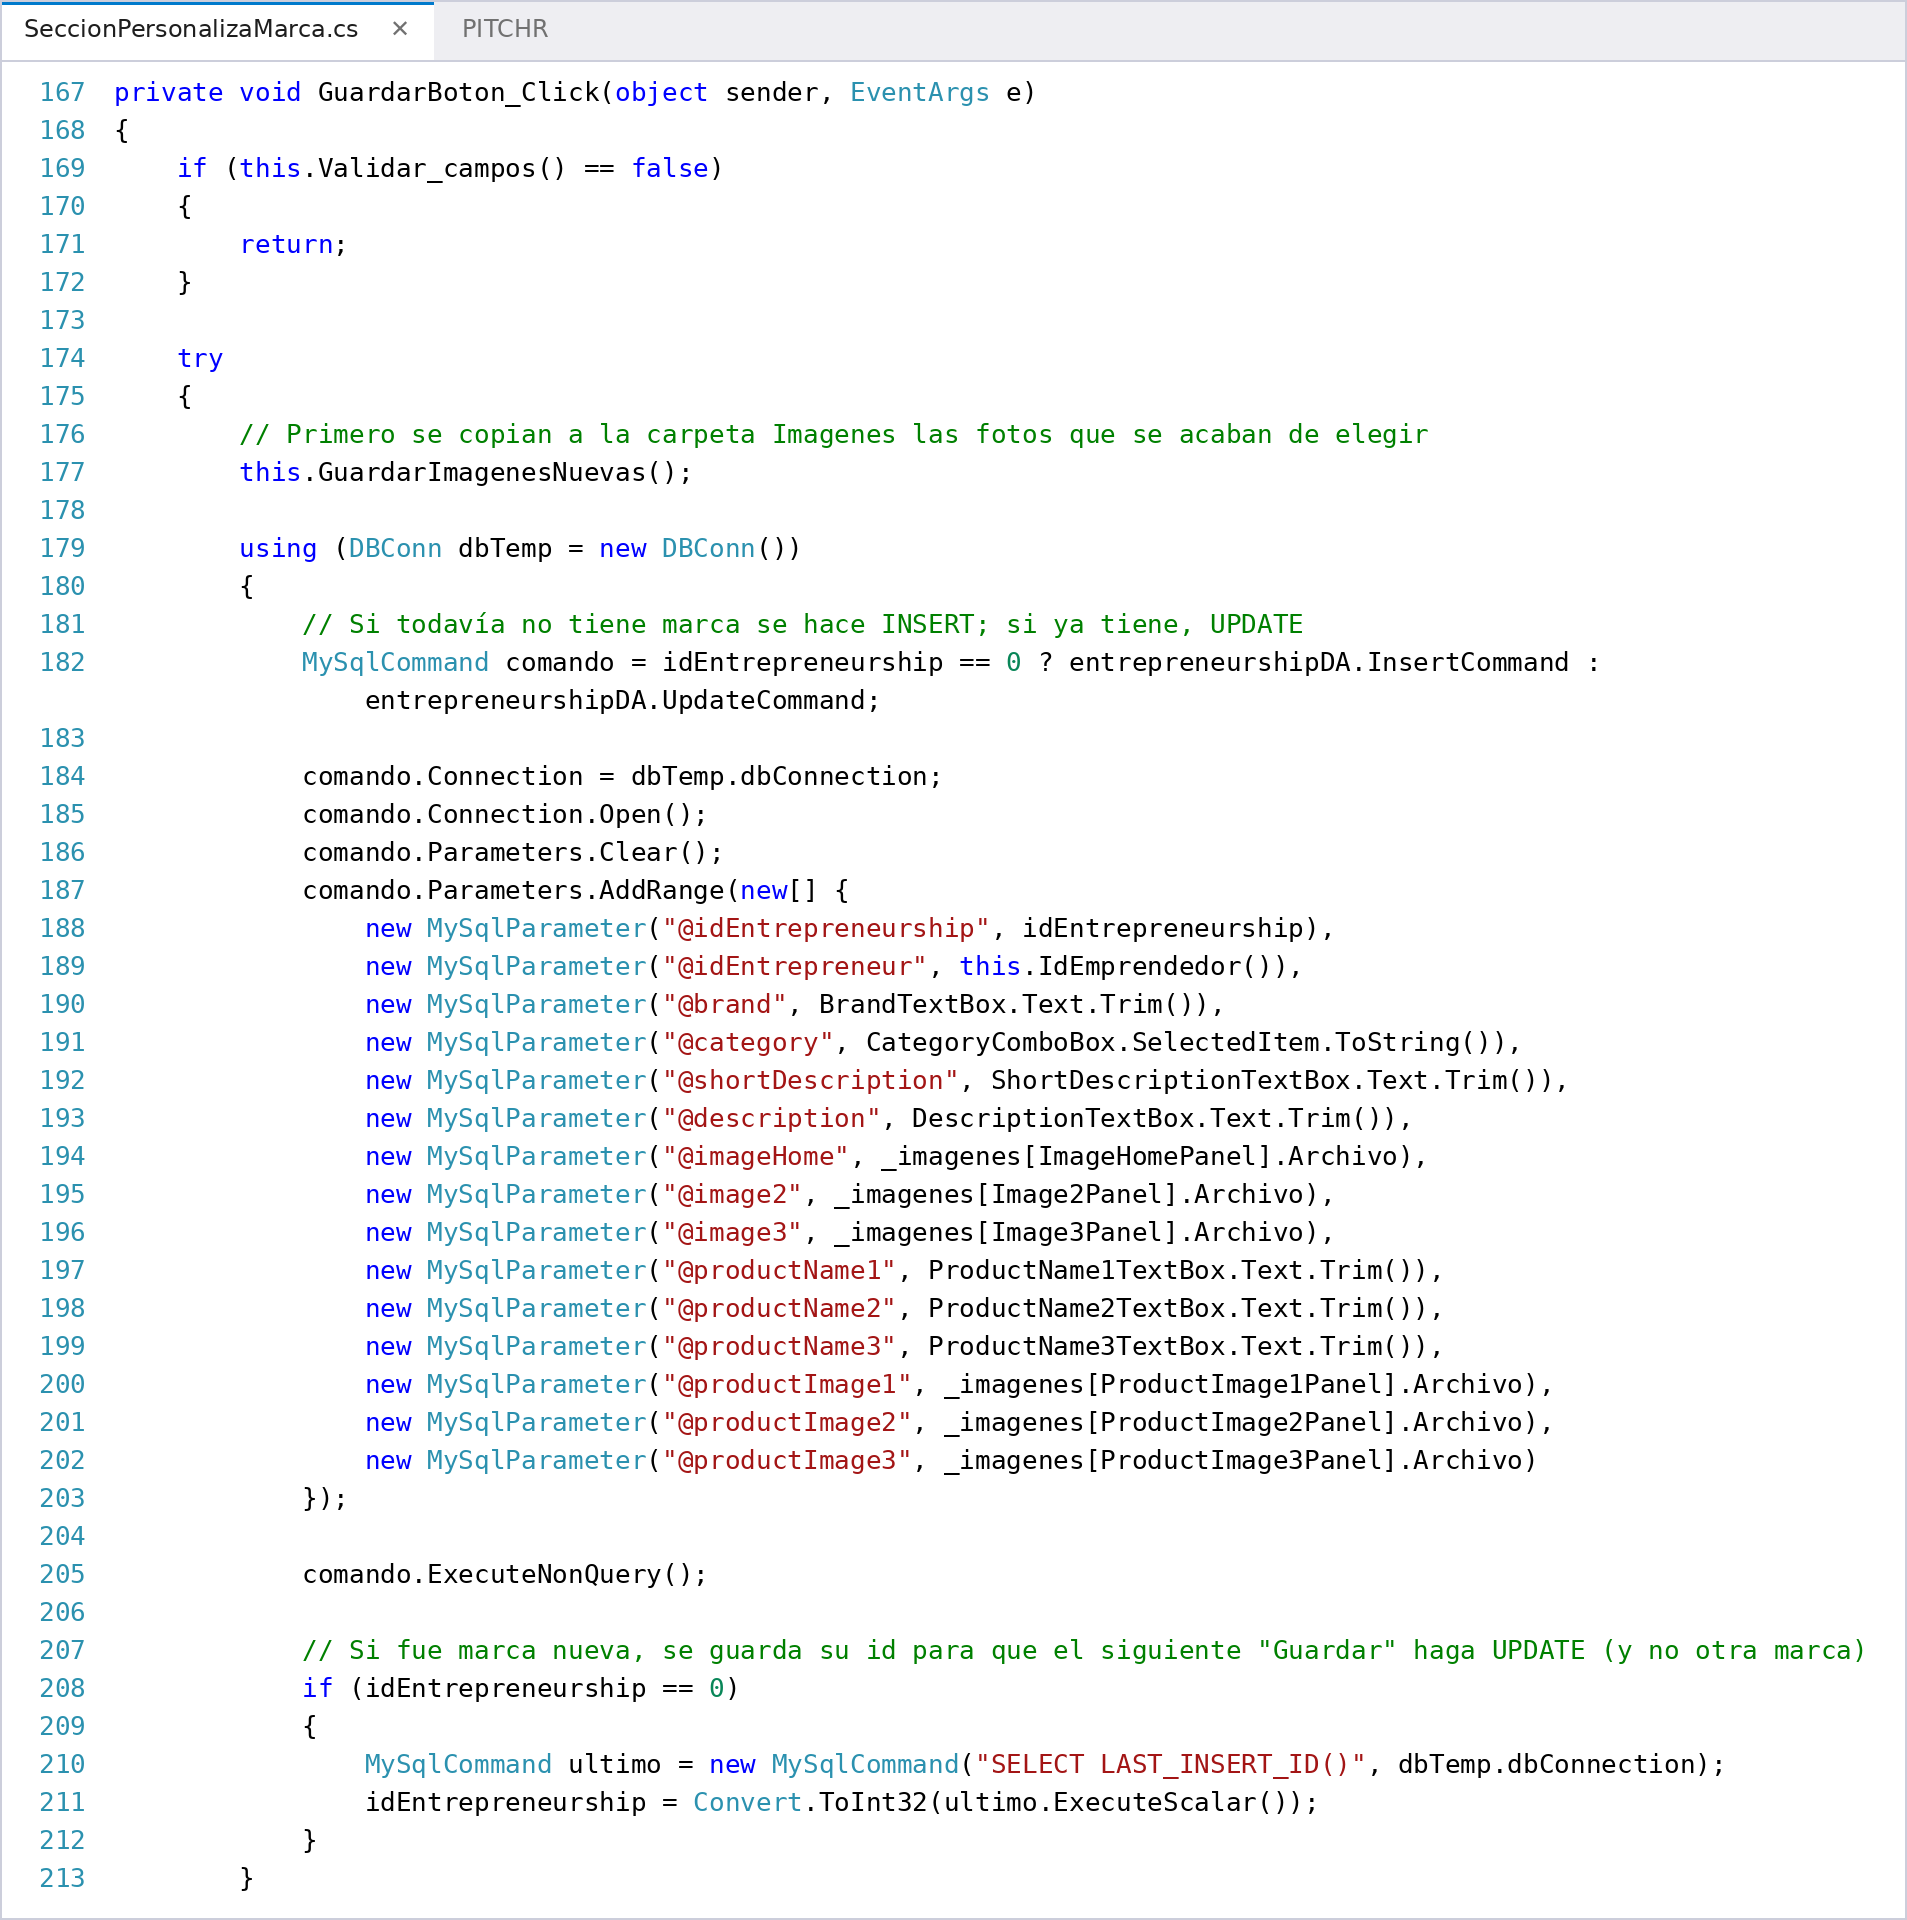 SeccionPersonalizaMarca.cs ✕ PITCHR
167 private void GuardarBoton_Click(object sender, EventArgs e)
168 {
169     if (this.Validar_campos() == false)
170     {
171         return;
172     }
173
174     try
175     {
176         // Primero se copian a la carpeta Imagenes las fotos que se acaban de elegir
177         this.GuardarImagenesNuevas();
178
179         using (DBConn dbTemp = new DBConn())
180         {
181             // Si todavía no tiene marca se hace INSERT; si ya tiene, UPDATE
182             MySqlCommand comando = idEntrepreneurship == 0 ? entrepreneurshipDA.InsertCommand :
                entrepreneurshipDA.UpdateCommand;
183
184             comando.Connection = dbTemp.dbConnection;
185             comando.Connection.Open();
186             comando.Parameters.Clear();
187             comando.Parameters.AddRange(new[] {
188                 new MySqlParameter("@idEntrepreneurship", idEntrepreneurship),
189                 new MySqlParameter("@idEntrepreneur", this.IdEmprendedor()),
190                 new MySqlParameter("@brand", BrandTextBox.Text.Trim()),
191                 new MySqlParameter("@category", CategoryComboBox.SelectedItem.ToString()),
192                 new MySqlParameter("@shortDescription", ShortDescriptionTextBox.Text.Trim()),
193                 new MySqlParameter("@description", DescriptionTextBox.Text.Trim()),
194                 new MySqlParameter("@imageHome", _imagenes[ImageHomePanel].Archivo),
195                 new MySqlParameter("@image2", _imagenes[Image2Panel].Archivo),
196                 new MySqlParameter("@image3", _imagenes[Image3Panel].Archivo),
197                 new MySqlParameter("@productName1", ProductName1TextBox.Text.Trim()),
198                 new MySqlParameter("@productName2", ProductName2TextBox.Text.Trim()),
199                 new MySqlParameter("@productName3", ProductName3TextBox.Text.Trim()),
200                 new MySqlParameter("@productImage1", _imagenes[ProductImage1Panel].Archivo),
201                 new MySqlParameter("@productImage2", _imagenes[ProductImage2Panel].Archivo),
202                 new MySqlParameter("@productImage3", _imagenes[ProductImage3Panel].Archivo)
203             });
204
205             comando.ExecuteNonQuery();
206
207             // Si fue marca nueva, se guarda su id para que el siguiente "Guardar" haga UPDATE (y no otra marca)
208             if (idEntrepreneurship == 0)
209             {
210                 MySqlCommand ultimo = new MySqlCommand("SELECT LAST_INSERT_ID()", dbTemp.dbConnection);
211                 idEntrepreneurship = Convert.ToInt32(ultimo.ExecuteScalar());
212             }
213         }